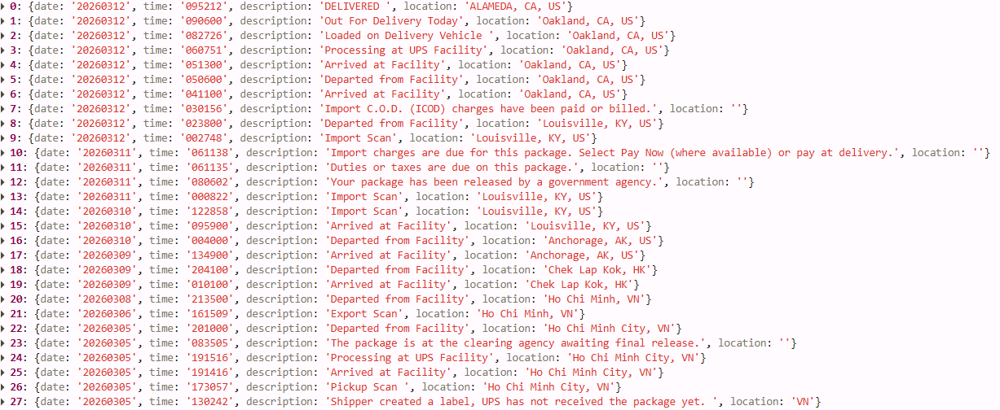 0: {date: '20260312', time: '095212', description: 'DELIVERED ', location: 'ALAMEDA, CA, US'}
1: {date: '20260312', time: '090600', description: 'Out For Delivery Today', location: 'Oakland, CA, US'}
2: {date: '20260312', time: '082726', description: 'Loaded on Delivery Vehicle ', location: 'Oakland, CA, US'}
3: {date: '20260312', time: '060751', description: 'Processing at UPS Facility', location: 'Oakland, CA, US'}
4: {date: '20260312', time: '051300', description: 'Arrived at Facility', location: 'Oakland, CA, US'}
5: {date: '20260312', time: '050600', description: 'Departed from Facility', location: 'Oakland, CA, US'}
6: {date: '20260312', time: '041100', description: 'Arrived at Facility', location: 'Oakland, CA, US'}
7: {date: '20260312', time: '030156', description: 'Import C.O.D. (ICOD) charges have been paid or billed.', location: ''}
8: {date: '20260312', time: '023800', description: 'Departed from Facility', location: 'Louisville, KY, US'}
9: {date: '20260312', time: '002748', description: 'Import Scan', location: 'Louisville, KY, US'}
10: {date: '20260311', time: '061138', description: 'Import charges are due for this package. Select Pay Now (where available) or pay at delivery.', location: ''}
11: {date: '20260311', time: '061135', description: 'Duties or taxes are due on this package.', location: ''}
12: {date: '20260311', time: '080602', description: 'Your package has been released by a government agency.', location: ''}
13: {date: '20260311', time: '000822', description: 'Import Scan', location: 'Louisville, KY, US'}
14: {date: '20260310', time: '122858', description: 'Import Scan', location: 'Louisville, KY, US'}
15: {date: '20260310', time: '095900', description: 'Arrived at Facility', location: 'Louisville, KY, US'}
16: {date: '20260310', time: '004000', description: 'Departed from Facility', location: 'Anchorage, AK, US'}
17: {date: '20260309', time: '134900', description: 'Arrived at Facility', location: 'Anchorage, AK, US'}
18: {date: '20260309', time: '204100', description: 'Departed from Facility', location: 'Chek Lap Kok, HK'}
19: {date: '20260309', time: '010100', description: 'Arrived at Facility', location: 'Chek Lap Kok, HK'}
20: {date: '20260308', time: '213500', description: 'Departed from Facility', location: 'Ho Chi Minh, VN'}
21: {date: '20260306', time: '161509', description: 'Export Scan', location: 'Ho Chi Minh, VN'}
22: {date: '20260305', time: '201000', description: 'Departed from Facility', location: 'Ho Chi Minh City, VN'}
23: {date: '20260305', time: '083505', description: 'The package is at the clearing agency awaiting final release.', location: ''}
24: {date: '20260305', time: '191516', description: 'Processing at UPS Facility', location: 'Ho Chi Minh City, VN'}
25: {date: '20260305', time: '191416', description: 'Arrived at Facility', location: 'Ho Chi Minh City, VN'}
26: {date: '20260305', time: '173057', description: 'Pickup Scan ', location: 'Ho Chi Minh City, VN'}
27: {date: '20260305', time: '130242', description: 'Shipper created a label, UPS has not received the package yet. ', location: 'VN'}